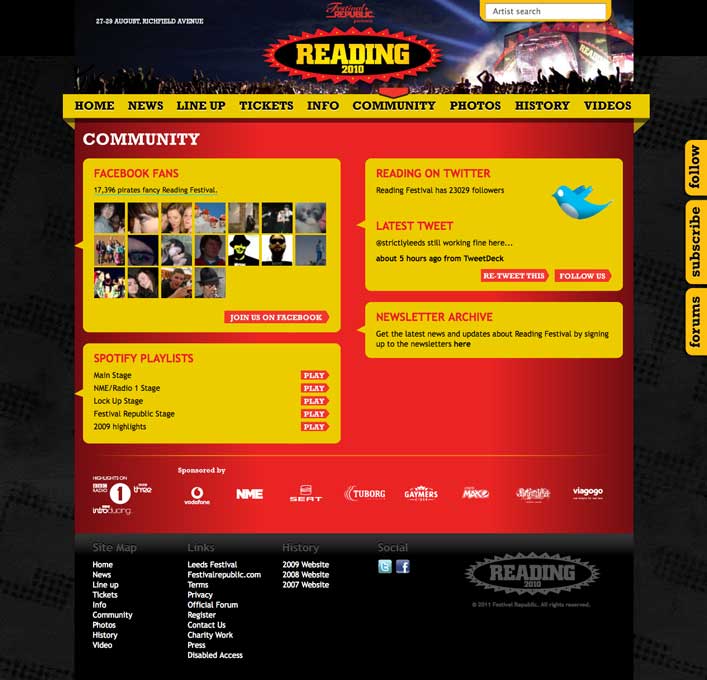 27-29 AUGUST, RICHFIELD AVENUE
Festival
REPUBLIC
presents
Artist search
READING
2010
HOME NEWS LINE UP TICKETS INFO COMMUNITY PHOTOS HISTORY VIDEOS
COMMUNITY
FACEBOOK FANS
17,396 pirates fancy Reading Festival.
JOIN US ON FACEBOOK
SPOTIFY PLAYLISTS
Main Stage PLAY
NME/Radio 1 Stage PLAY
Lock Up Stage PLAY
Festival Republic Stage PLAY
2009 highlights PLAY
READING ON TWITTER
Reading Festival has 23029 followers
LATEST TWEET
@strictlyleeds still working fine here...
about 5 hours ago from TweetDeck
RE-TWEET THIS FOLLOW US
NEWSLETTER ARCHIVE
Get the latest news and updates about Reading Festival by signing
up to the newsletters here
follow
subscribe
forums
HIGHLIGHTS ON
BBC
RADIO 1
BBC
three
BBC
introducing
Sponsored by
vodafone
NME
SEAT
TUBORG
GAYMERS
CIDER
viagogo
Site Map
Home
News
Line up
Tickets
Info
Community
Photos
History
Video
Links
Leeds Festival
Festivalrepublic.com
Terms
Privacy
Official Forum
Register
Contact Us
Charity Work
Press
Disabled Access
History
2009 Website
2008 Website
2007 Website
Social
READING
2010
© 2011 Festival Republic. All rights reserved.